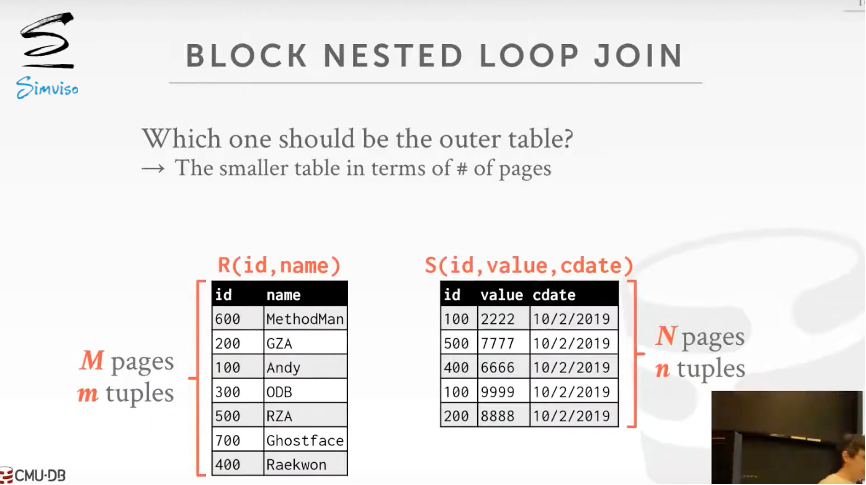 Simviso
BLOCK NESTED LOOP JOIN
Which one should be the outer table?
→ The smaller table in terms of # of pages
R(id,name)
id name
600 MethodMan
200 GZA
100 Andy
300 ODB
500 RZA
700 Ghostface
400 Raekwon
M pages
m tuples
S(id,value,cdate)
id value cdate
100 2222 10/2/2019
500 7777 10/2/2019
400 6666 10/2/2019
100 9999 10/2/2019
200 8888 10/2/2019
N pages
n tuples
CMU·DB